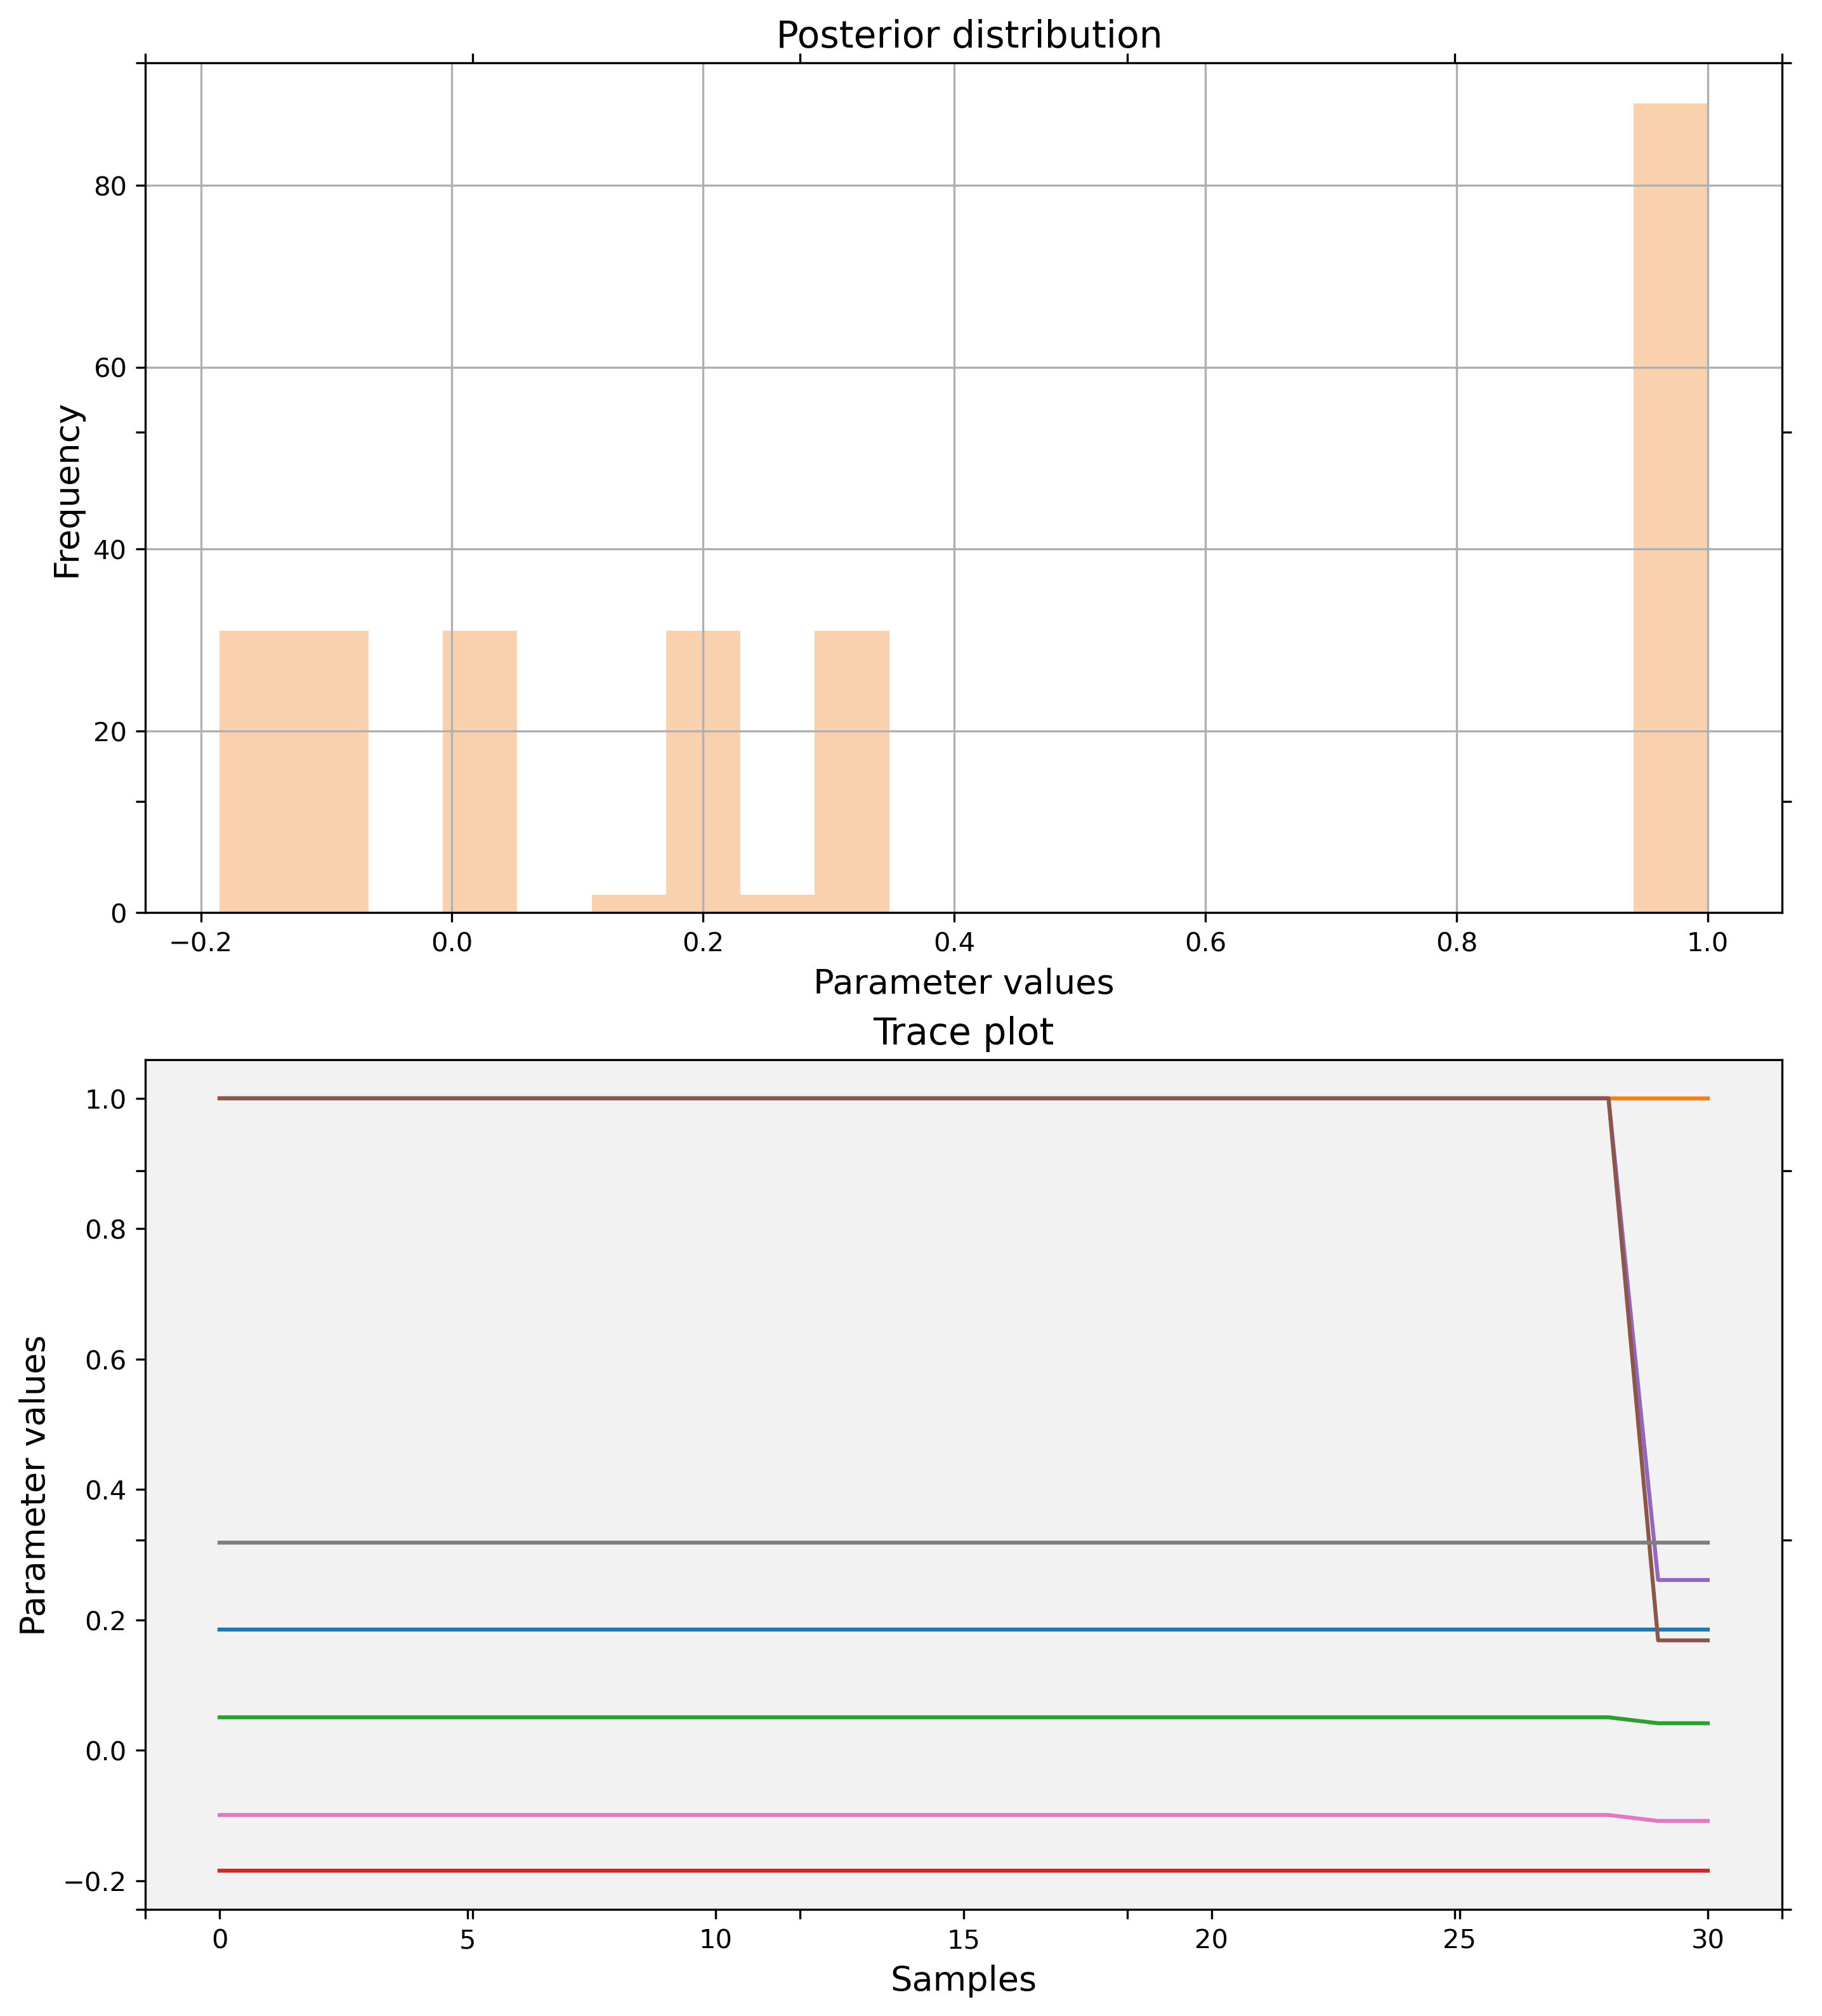 Posterior distribution
Frequency
80
60
40
20
0
−0.2 0.0 0.2 0.4 0.6 0.8 1.0
Parameter values
Trace plot
Parameter values
1.0
0.8
0.6
0.4
0.2
0.0
−0.2
0 5 10 15 20 25 30
Samples